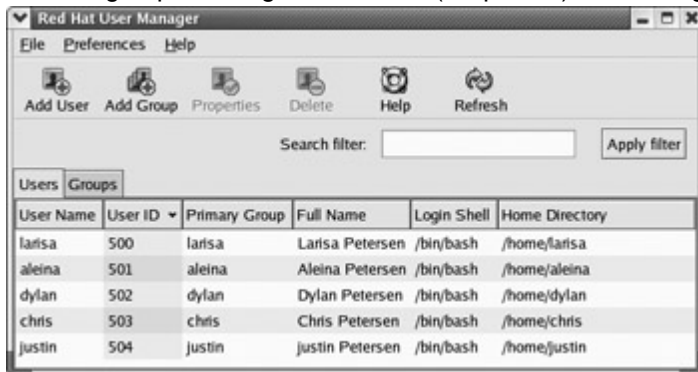 Red Hat User Manager
File Preferences Help
Add User Add Group Properties Delete Help Refresh
Search filter: Apply filter
Users Groups
User Name User ID Primary Group Full Name Login Shell Home Directory
larisa 500 larisa Larisa Petersen /bin/bash /home/larisa
aleina 501 aleina Aleina Petersen /bin/bash /home/aleina
dylan 502 dylan Dylan Petersen /bin/bash /home/dylan
chris 503 chris Chris Petersen /bin/bash /home/chris
justin 504 justin justin Petersen /bin/bash /home/justin